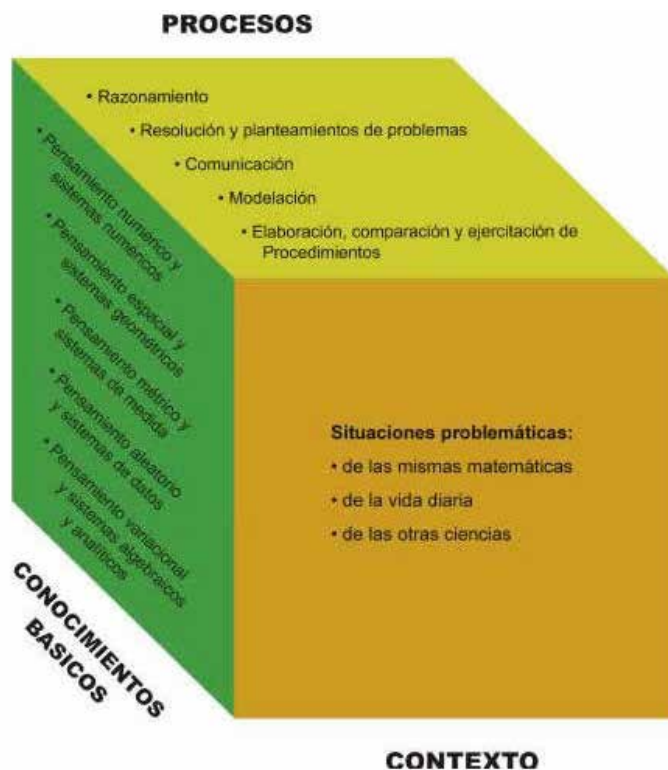 PROCESOS
• Razonamiento
• Resolución y planteamientos de problemas
• Comunicación
• Modelación
• Elaboración, comparación y ejercitación de
Procedimientos
• Pensamiento numérico y
sistemas numéricos
• Pensamiento espacial y
sistemas geométricos
• Pensamiento métrico y
sistemas de medida
• Pensamiento aleatorio
y sistemas de datos
• Pensamiento variacional
y sistemas algebraicos
y analíticos
CONOCIMIENTOS
BASICOS
Situaciones problemáticas:
• de las mismas matemáticas
• de la vida diaria
• de las otras ciencias
CONTEXTO